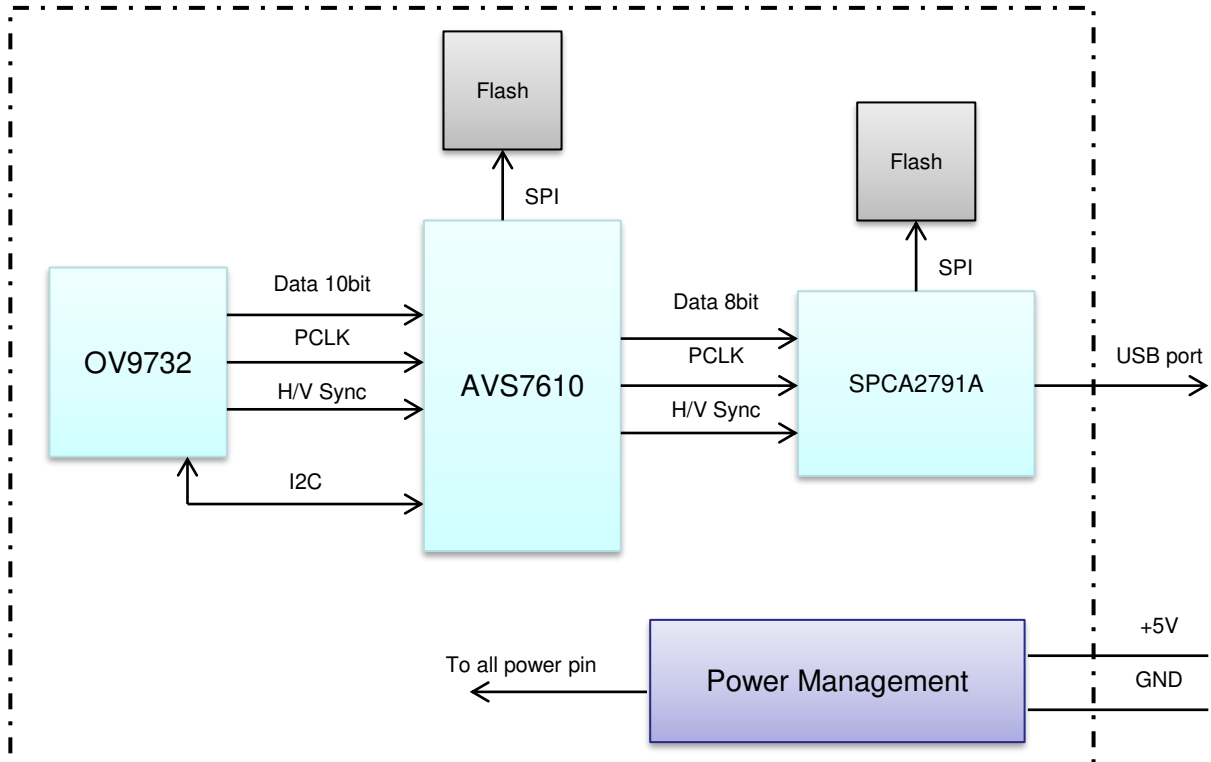 Flash
Flash
SPI
SPI
Data 10bit
PCLK
H/V Sync
I2C
OV9732
AVS7610
Data 8bit
PCLK
H/V Sync
SPCA2791A
USB port
To all power pin
Power Management
+5V
GND